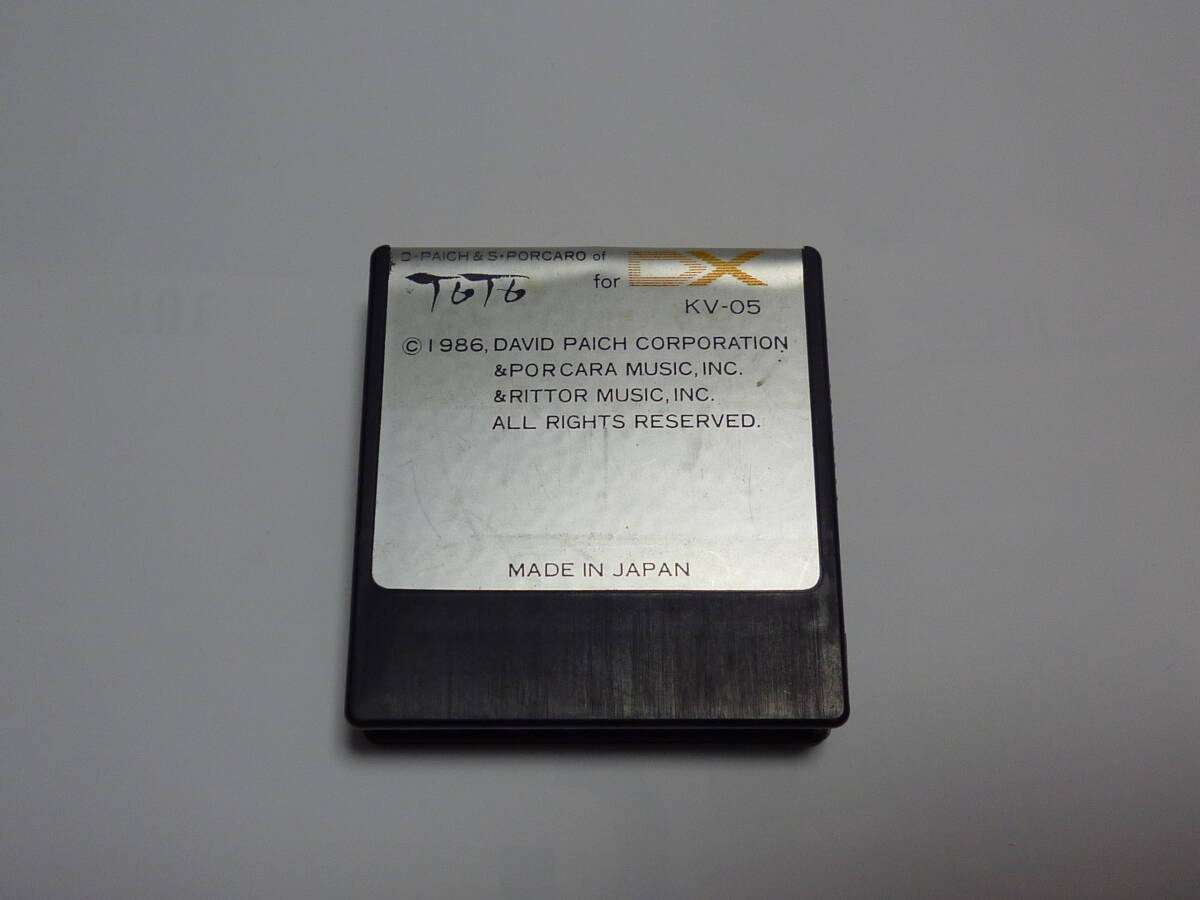 D·PAICH & S·PORCARO of
TOTO for DX
KV-05
© 1986, DAVID PAICH CORPORATION
& PORCARA MUSIC, INC.
& RITTOR MUSIC, INC.
ALL RIGHTS RESERVED.
MADE IN JAPAN